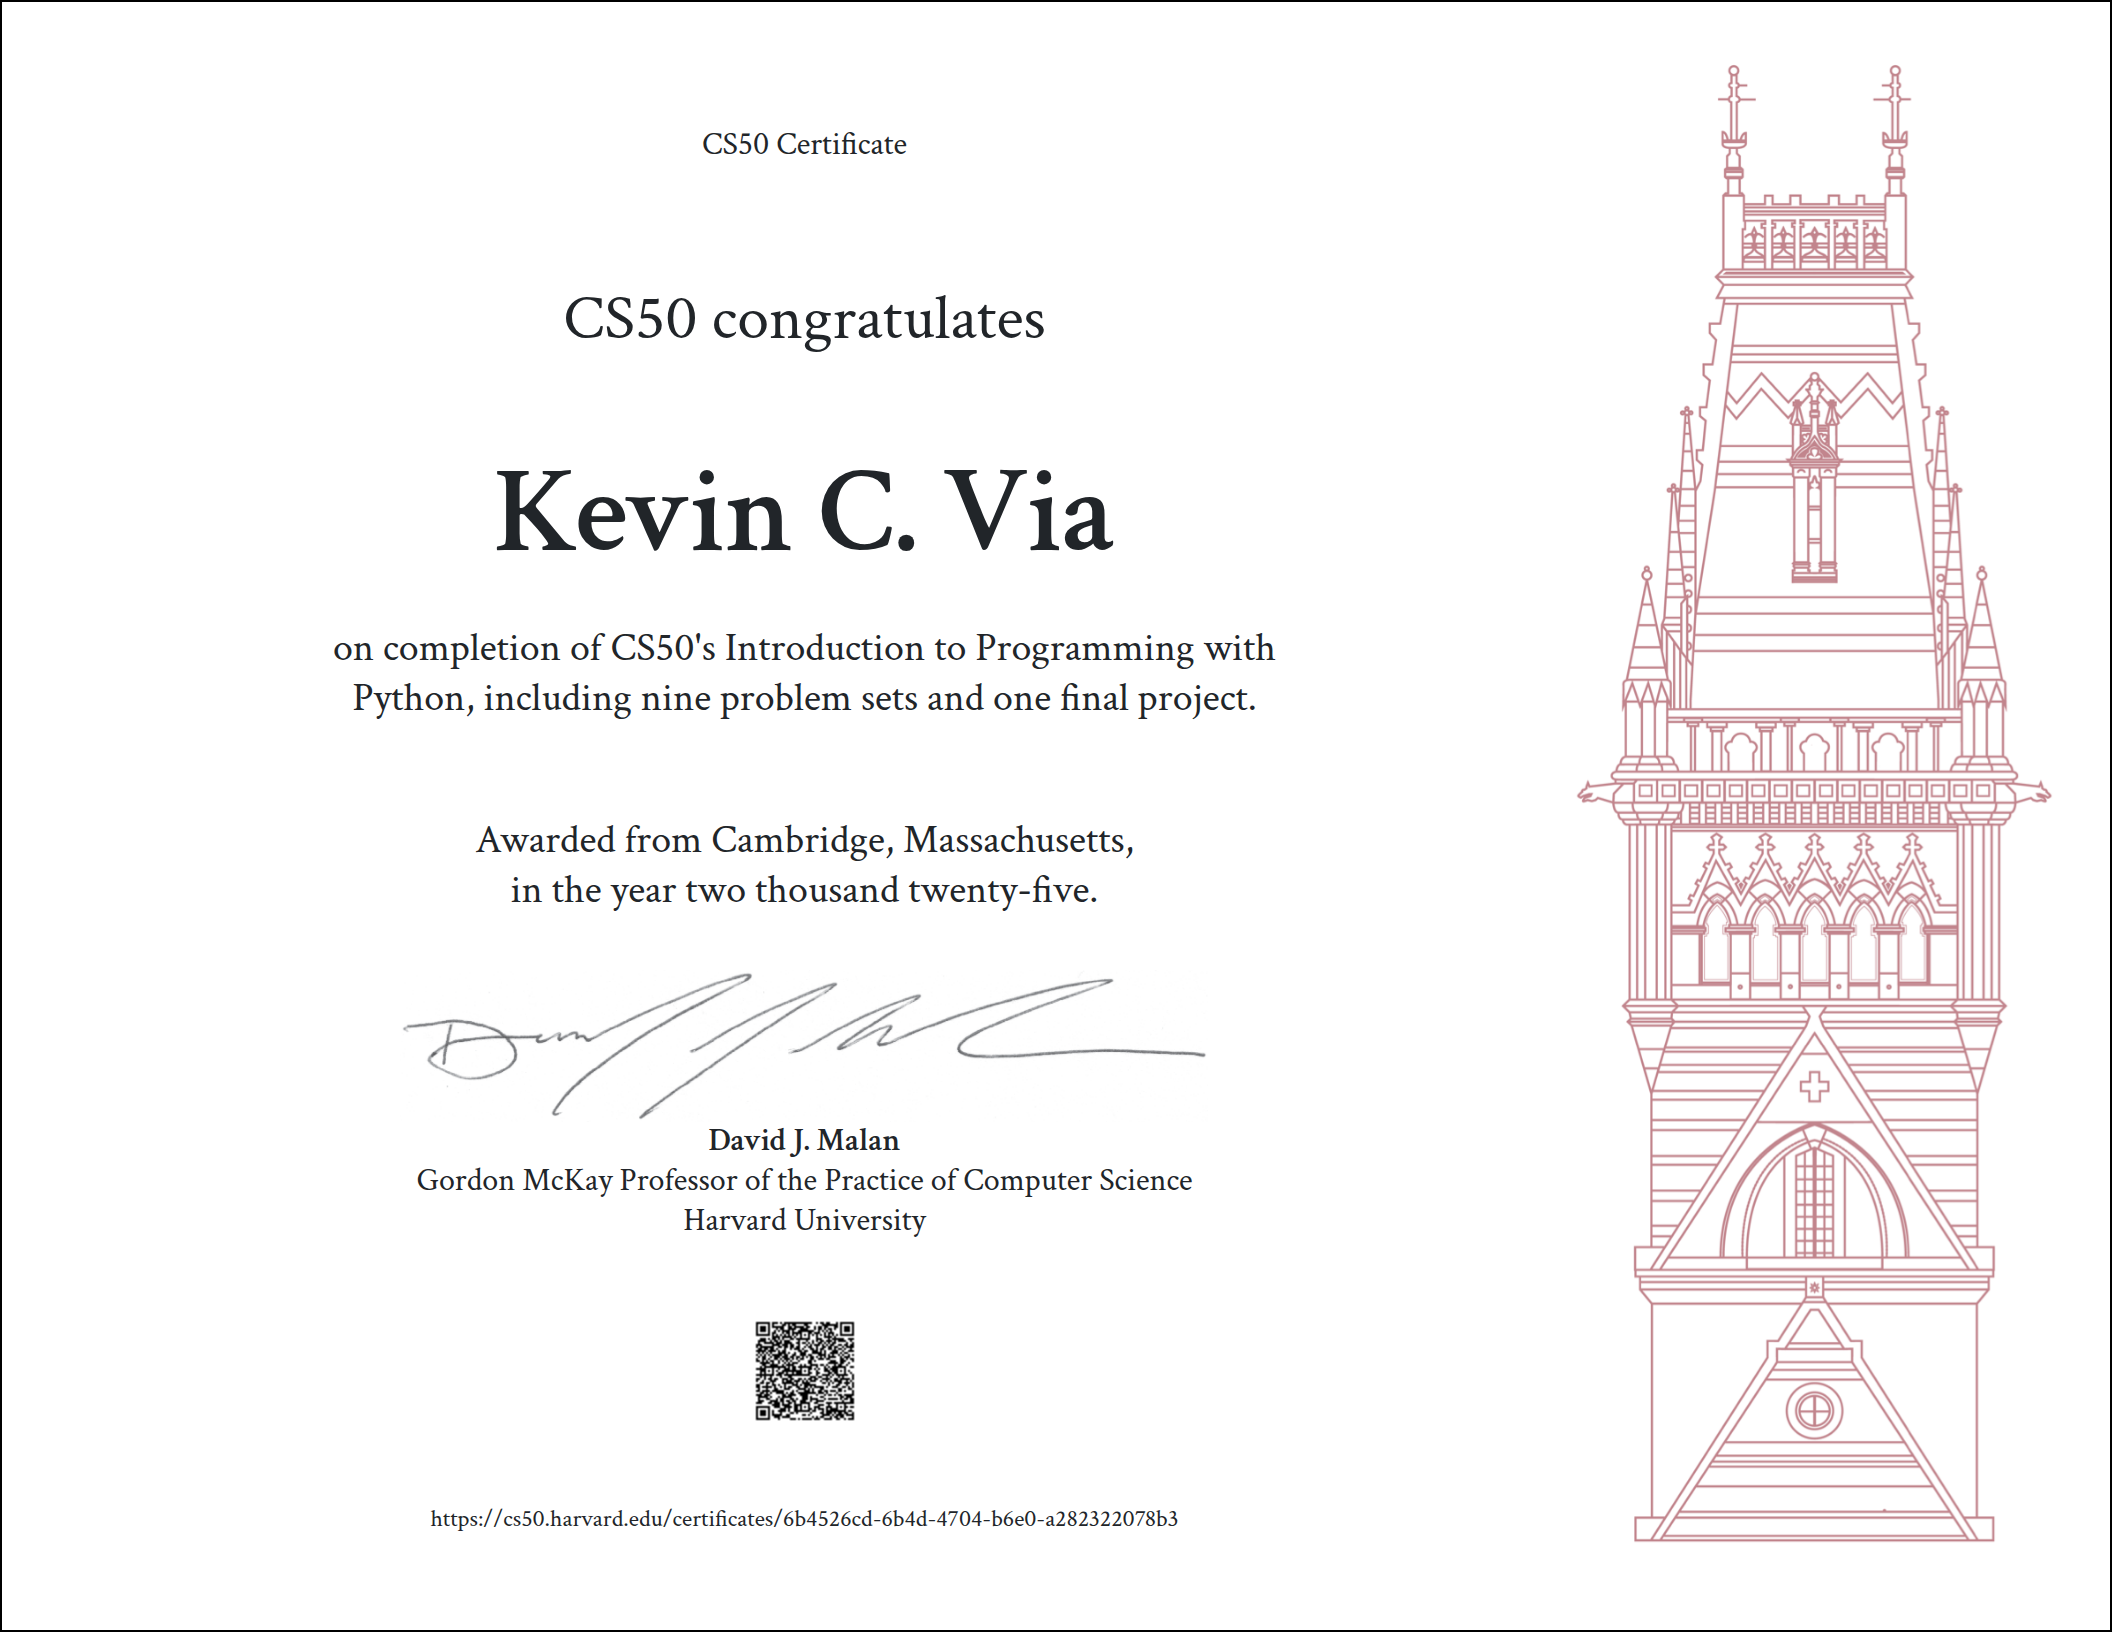 CS50 Certificate
CS50 congratulates
Kevin C. Via
on completion of CS50's Introduction to Programming with
Python, including nine problem sets and one final project.
Awarded from Cambridge, Massachusetts,
in the year two thousand twenty-five.
David J. Malan
Gordon McKay Professor of the Practice of Computer Science
Harvard University
https://cs50.harvard.edu/certificates/6b4526cd-6b4d-4704-b6e0-a282322078b3